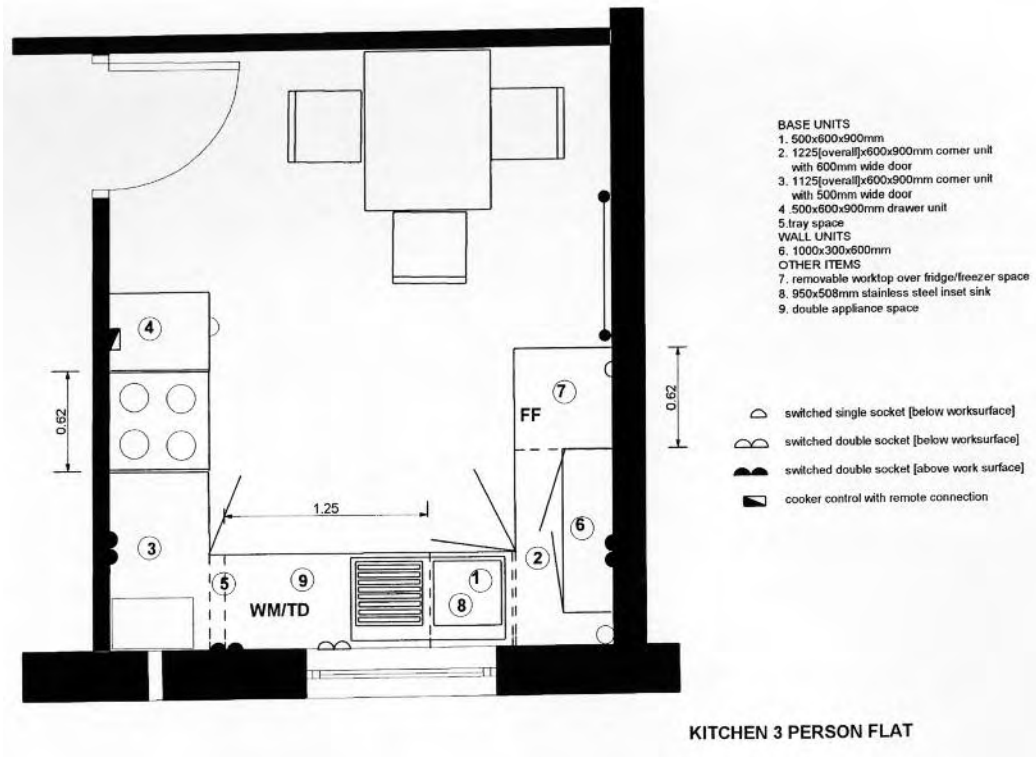 BASE UNITS
1. 500x600x900mm
2. 1225[overall]x600x900mm corner unit
with 600mm wide door
3. 1125[overall]x600x900mm corner unit
with 500mm wide door
4 .500x600x900mm drawer unit
5.tray space
WALL UNITS
6. 1000x300x600mm
OTHER ITEMS
7. removable worktop over fridge/freezer space
8. 950x508mm stainless steel inset sink
9. double appliance space
4
0.62
7
FF
0.62
switched single socket [below worksurface]
switched double socket [below worksurface]
switched double socket [above work surface]
cooker control with remote connection
1.25
6
3
2
5
9
1
8
WM/TD
KITCHEN 3 PERSON FLAT